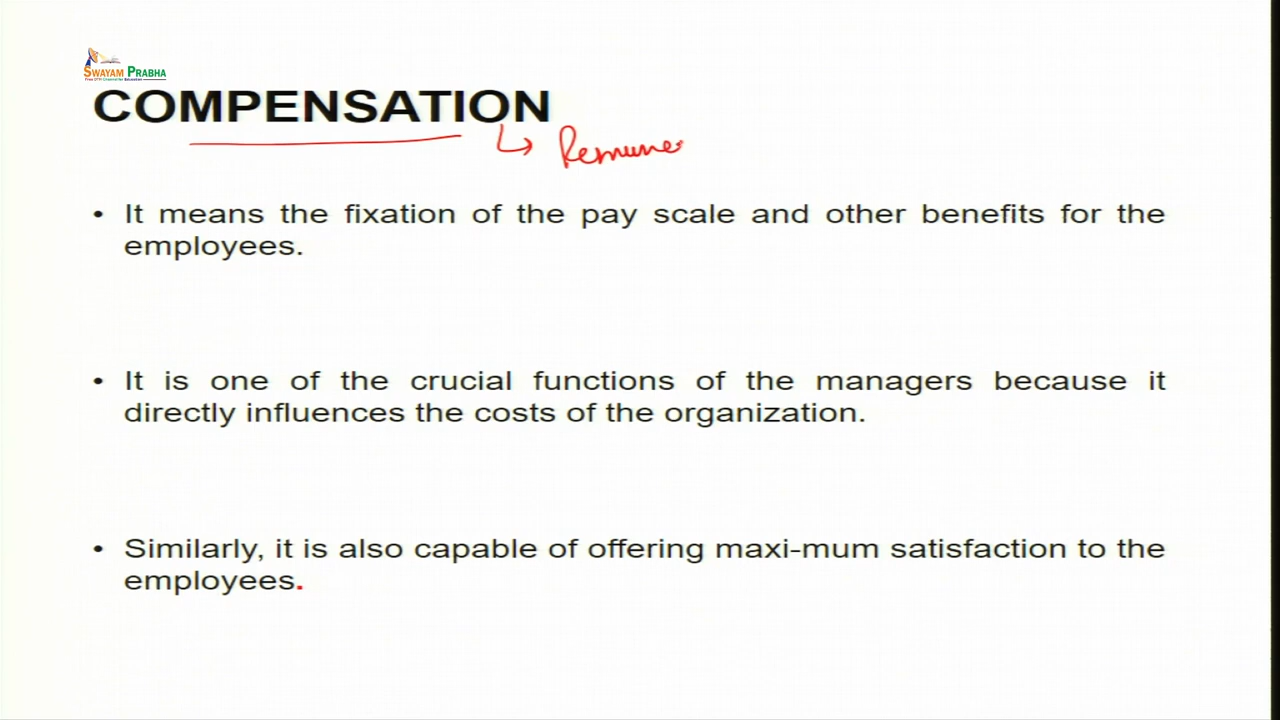 SWAYAM PRABHA
COMPENSATION
Remune
• It means the fixation of the pay scale and other benefits for the
employees.
• It is one of the crucial functions of the managers because it
directly influences the costs of the organization.
• Similarly, it is also capable of offering maxi-mum satisfaction to the
employees.